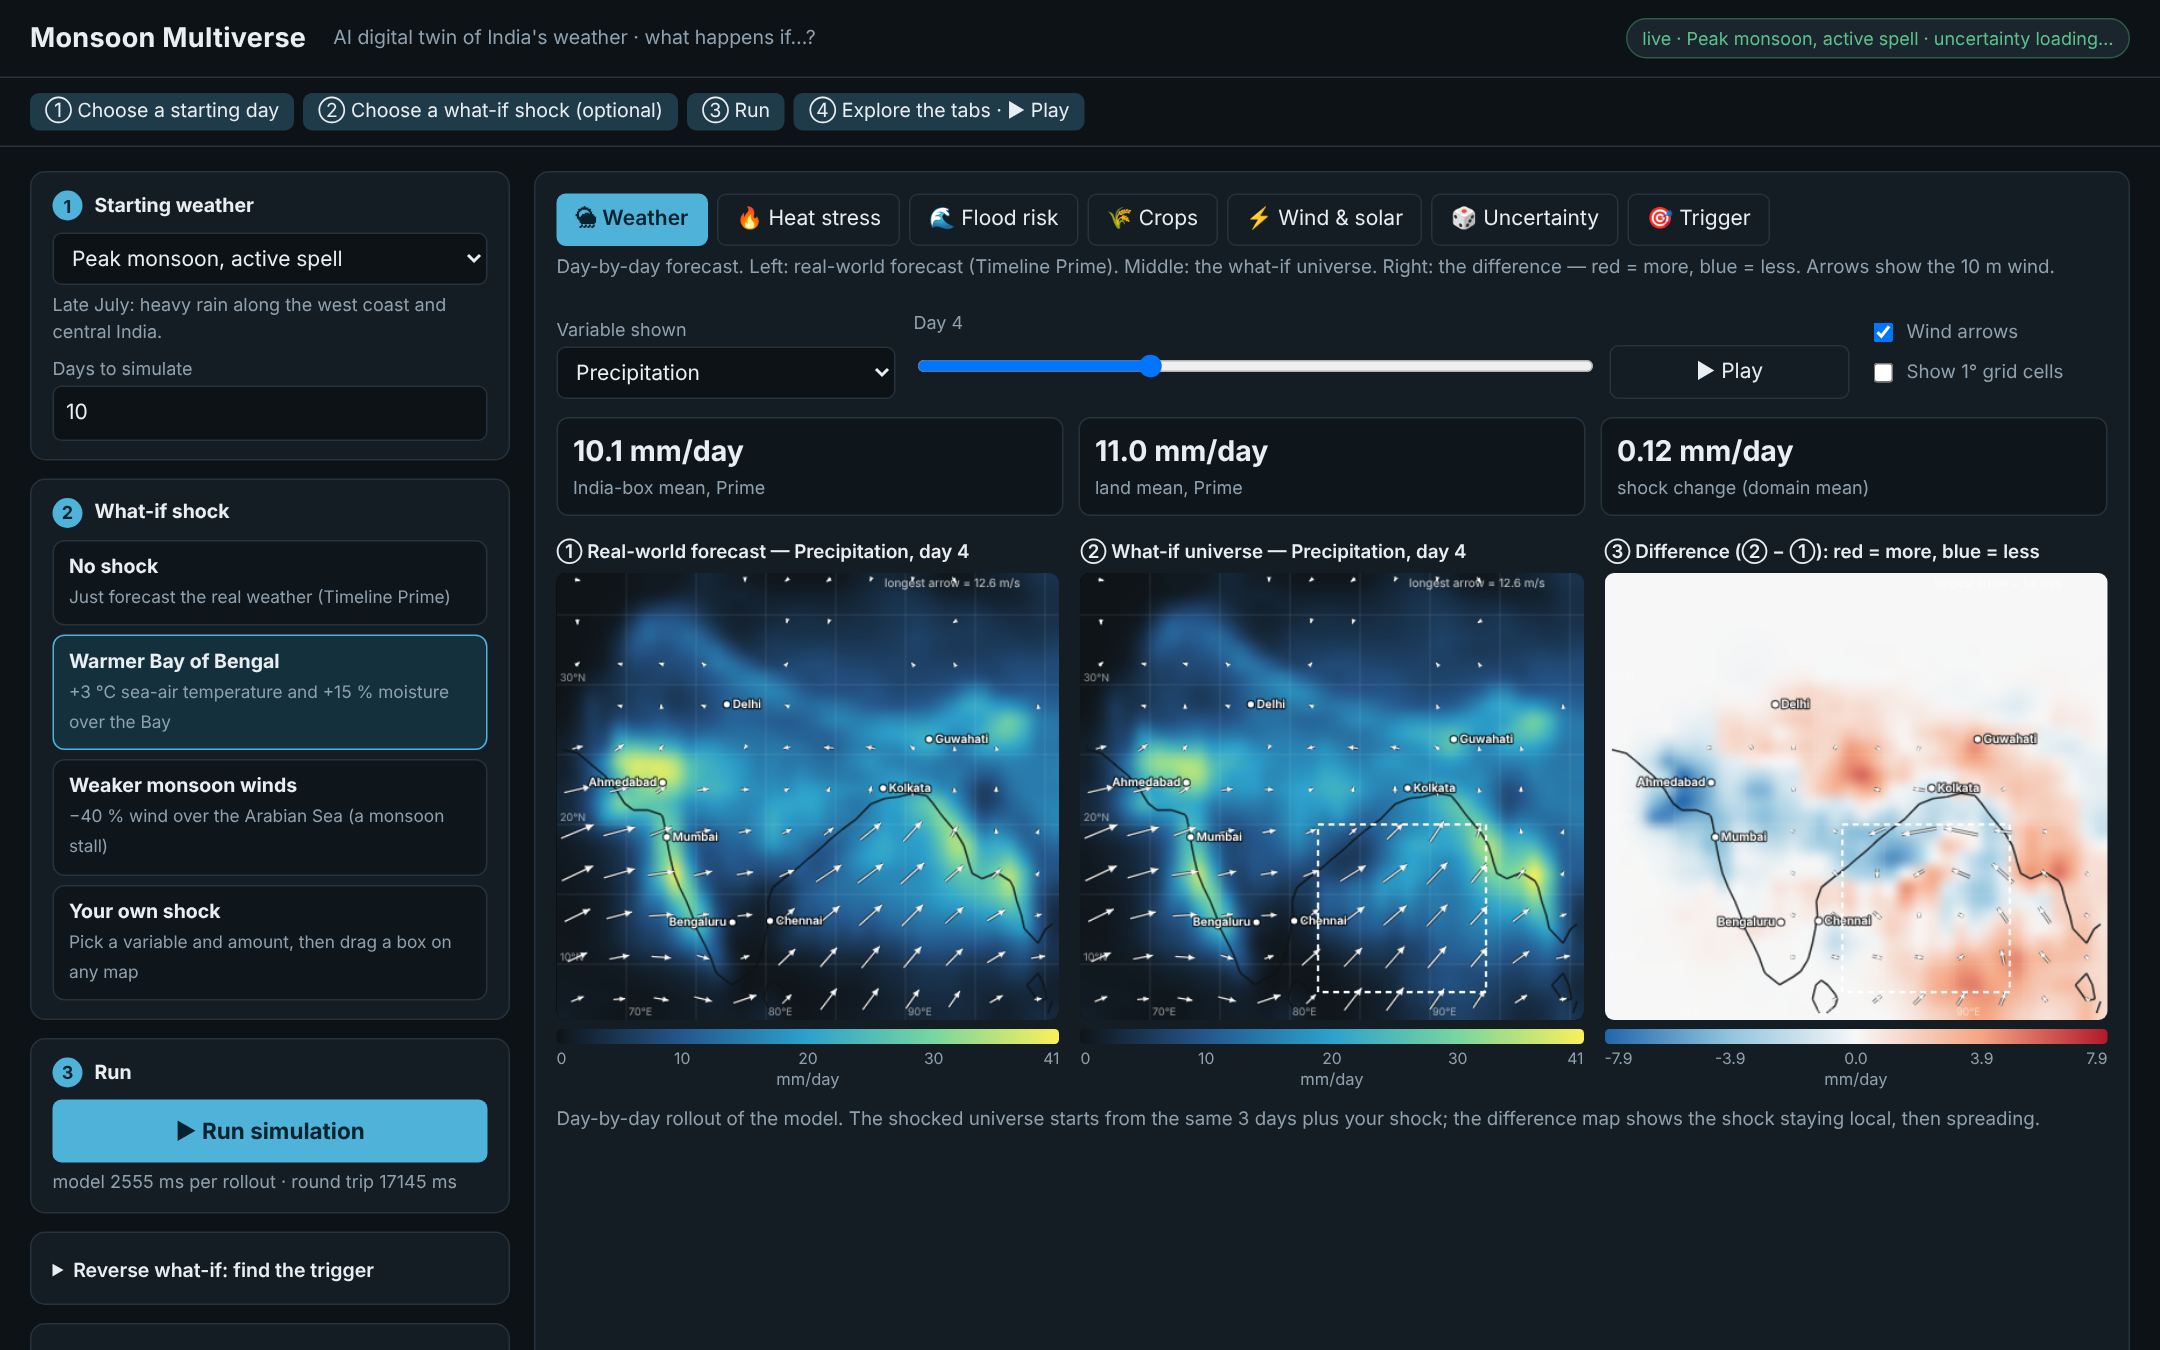 Monsoon Multiverse
AI digital twin of India's weather · what happens if...?
live · Peak monsoon, active spell · uncertainty loading...
① Choose a starting day
② Choose a what-if shock (optional)
③ Run
④ Explore the tabs · ▶ Play
1 Starting weather
Peak monsoon, active spell
Late July: heavy rain along the west coast and
central India.
Days to simulate
10
2 What-if shock
No shock
Just forecast the real weather (Timeline Prime)
Warmer Bay of Bengal
+3 °C sea-air temperature and +15 % moisture
over the Bay
Weaker monsoon winds
−40 % wind over the Arabian Sea (a monsoon
stall)
Your own shock
Pick a variable and amount, then drag a box on
any map
3 Run
▶ Run simulation
model 2555 ms per rollout · round trip 17145 ms
▶ Reverse what-if: find the trigger
Weather
Heat stress
Flood risk
Crops
Wind & solar
Uncertainty
Trigger
Day-by-day forecast. Left: real-world forecast (Timeline Prime). Middle: the what-if universe. Right: the difference — red = more, blue = less. Arrows show the 10 m wind.
Variable shown
Precipitation
Day 4
▶ Play
Wind arrows
Show 1° grid cells
10.1 mm/day
India-box mean, Prime
11.0 mm/day
land mean, Prime
0.12 mm/day
shock change (domain mean)
① Real-world forecast — Precipitation, day 4
longest arrow = 12.6 m/s
30°N
Delhi
Guwahati
Ahmedabad
Kolkata
20°N
Mumbai
Bengaluru
Chennai
10°N
70°E
80°E
90°E
0
10
20
30
41
mm/day
② What-if universe — Precipitation, day 4
longest arrow = 12.6 m/s
30°N
Delhi
Guwahati
Ahmedabad
Kolkata
20°N
Mumbai
Bengaluru
Chennai
10°N
70°E
80°E
90°E
0
10
20
30
41
mm/day
③ Difference (② − ①): red = more, blue = less
Delhi
Guwahati
Ahmedabad
Kolkata
Mumbai
Bengaluru
Chennai
90°E
-7.9
-3.9
0.0
3.9
7.9
mm/day
Day-by-day rollout of the model. The shocked universe starts from the same 3 days plus your shock; the difference map shows the shock staying local, then spreading.